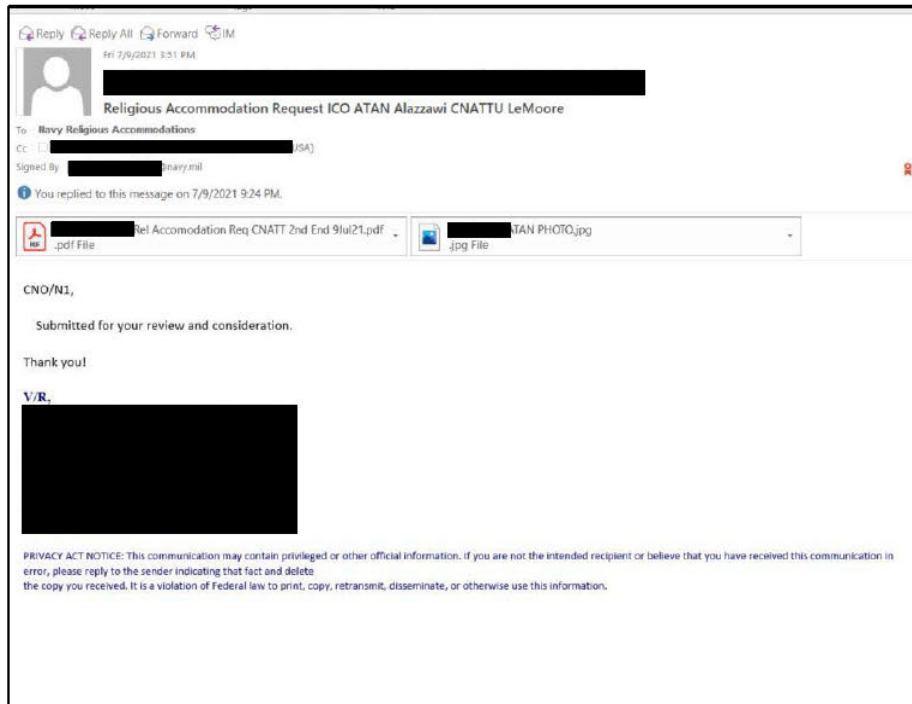 Reply Reply All Forward IM
Fri 7/9/2021 3:51 PM
Religious Accommodation Request ICO ATAN Alazzawi CNATTU LeMoore
To Navy Religious Accommodations
Cc USA)
Signed By @navy.mil
You replied to this message on 7/9/2021 9:24 PM.
Rel Accomodation Req CNATT 2nd End 9Jul21.pdf
.pdf File
ATAN PHOTO.jpg
.jpg File
CNO/N1,
Submitted for your review and consideration.
Thank you!
V/R,
PRIVACY ACT NOTICE: This communication may contain privileged or other official information. If you are not the intended recipient or believe that you have received this communication in
error, please reply to the sender indicating that fact and delete
the copy you received. It is a violation of Federal law to print, copy, retransmit, disseminate, or otherwise use this information.